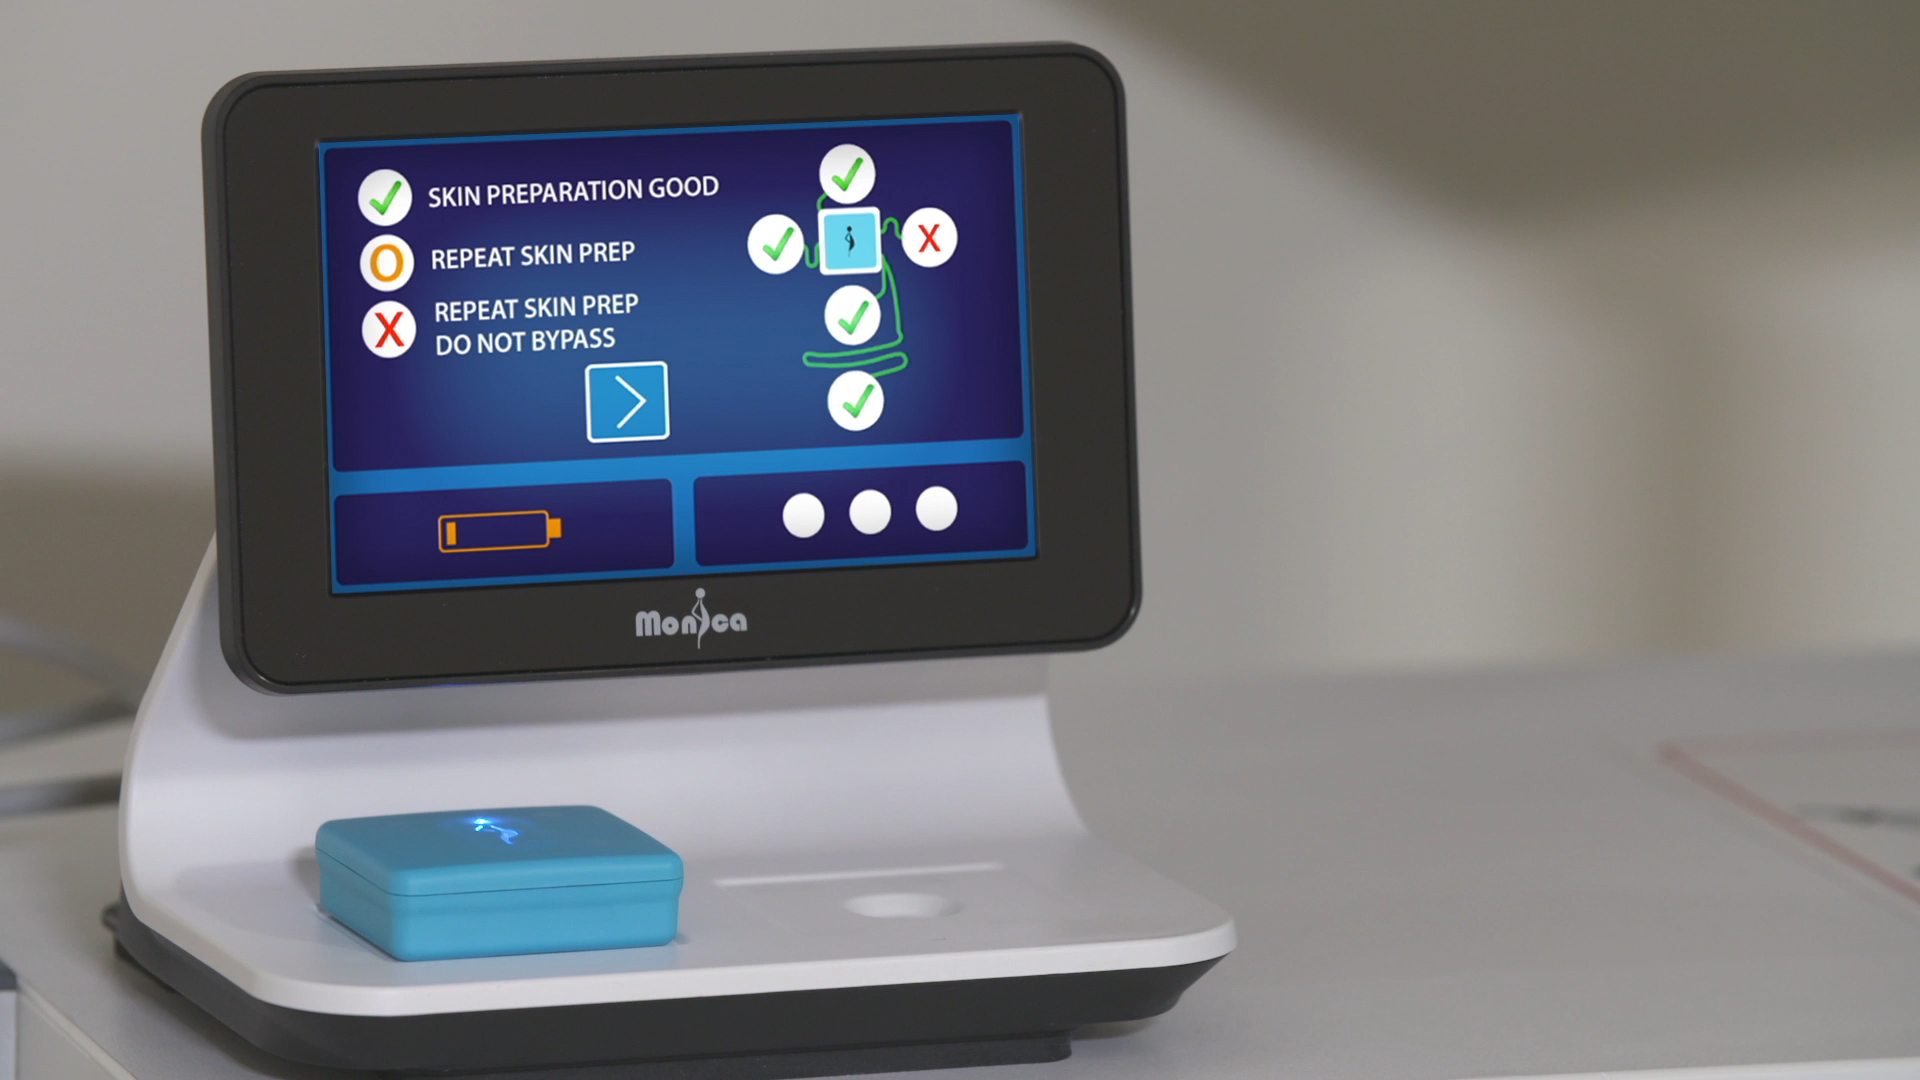 SKIN PREPARATION GOOD
O REPEAT SKIN PREP
X REPEAT SKIN PREP
DO NOT BYPASS
X
Monica